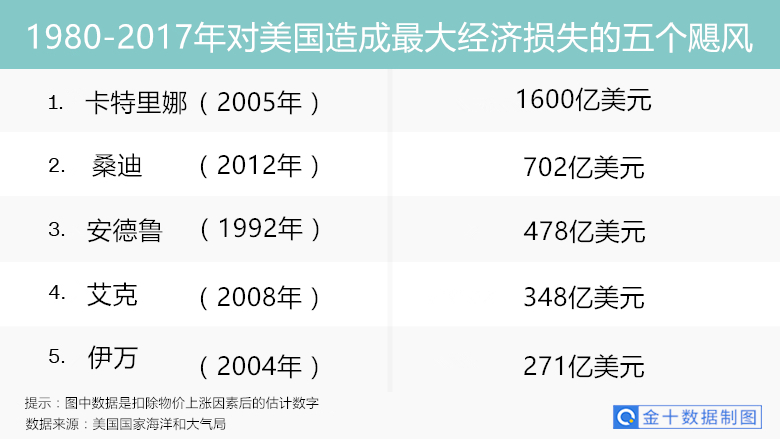 1980-2017年对美国造成最大经济损失的五个飓风
1. 卡特里娜（2005年） 1600亿美元
2. 桑迪 （2012年） 702亿美元
3. 安德鲁 （1992年） 478亿美元
4. 艾克 （2008年） 348亿美元
5. 伊万 （2004年） 271亿美元
提示：图中数据是扣除物价上涨因素后的估计数字
数据来源：美国国家海洋和大气局
金十数据制图